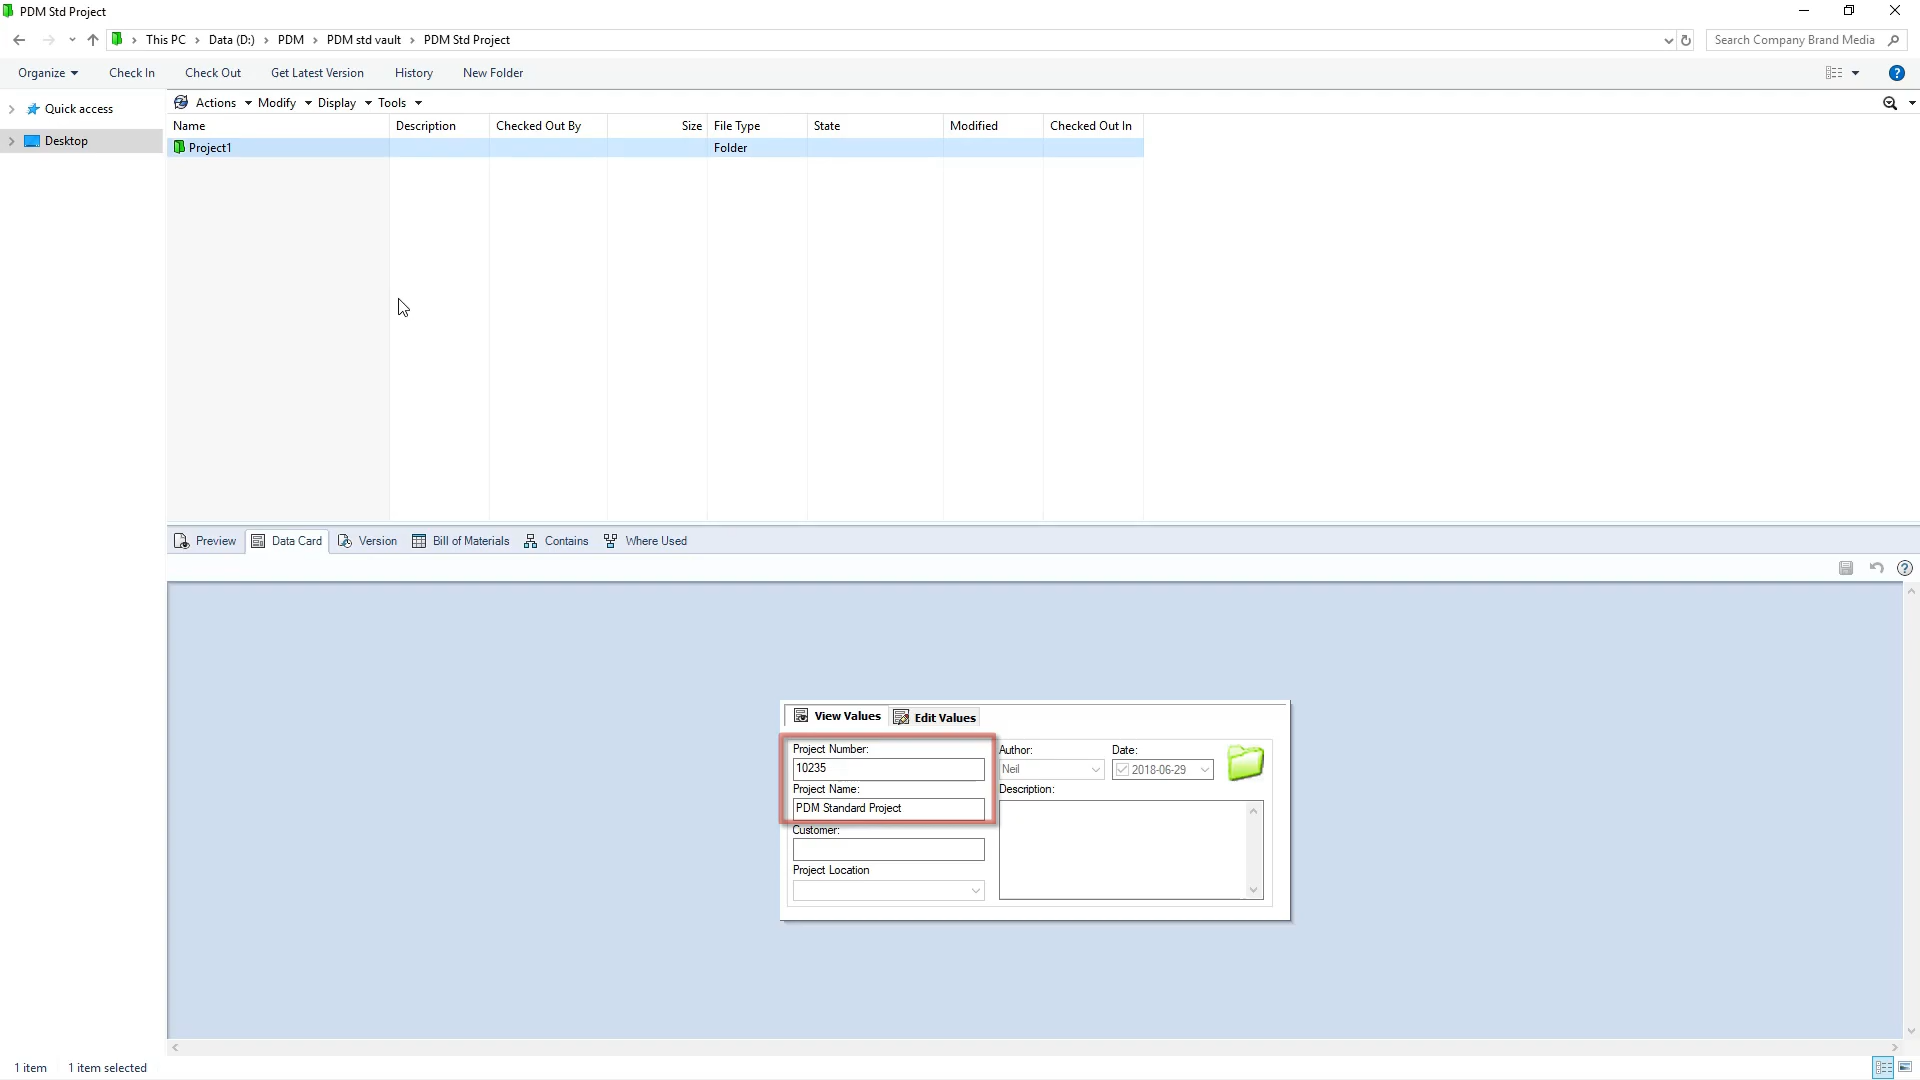 PDM Std Project
This PC > Data (D:) > PDM > PDM std vault > PDM Std Project
Search Company Brand Media
Organize Check In Check Out Get Latest Version History New Folder
Quick access
Desktop
Actions Modify Display Tools
Name Description Checked Out By Size File Type State Modified Checked Out In
Project1 Folder
Preview Data Card Version Bill of Materials Contains Where Used
View Values Edit Values
Project Number: Author: Date:
10235 Neil 2018-06-29
Project Name: Description:
PDM Standard Project
Customer:
Project Location
1 item 1 item selected